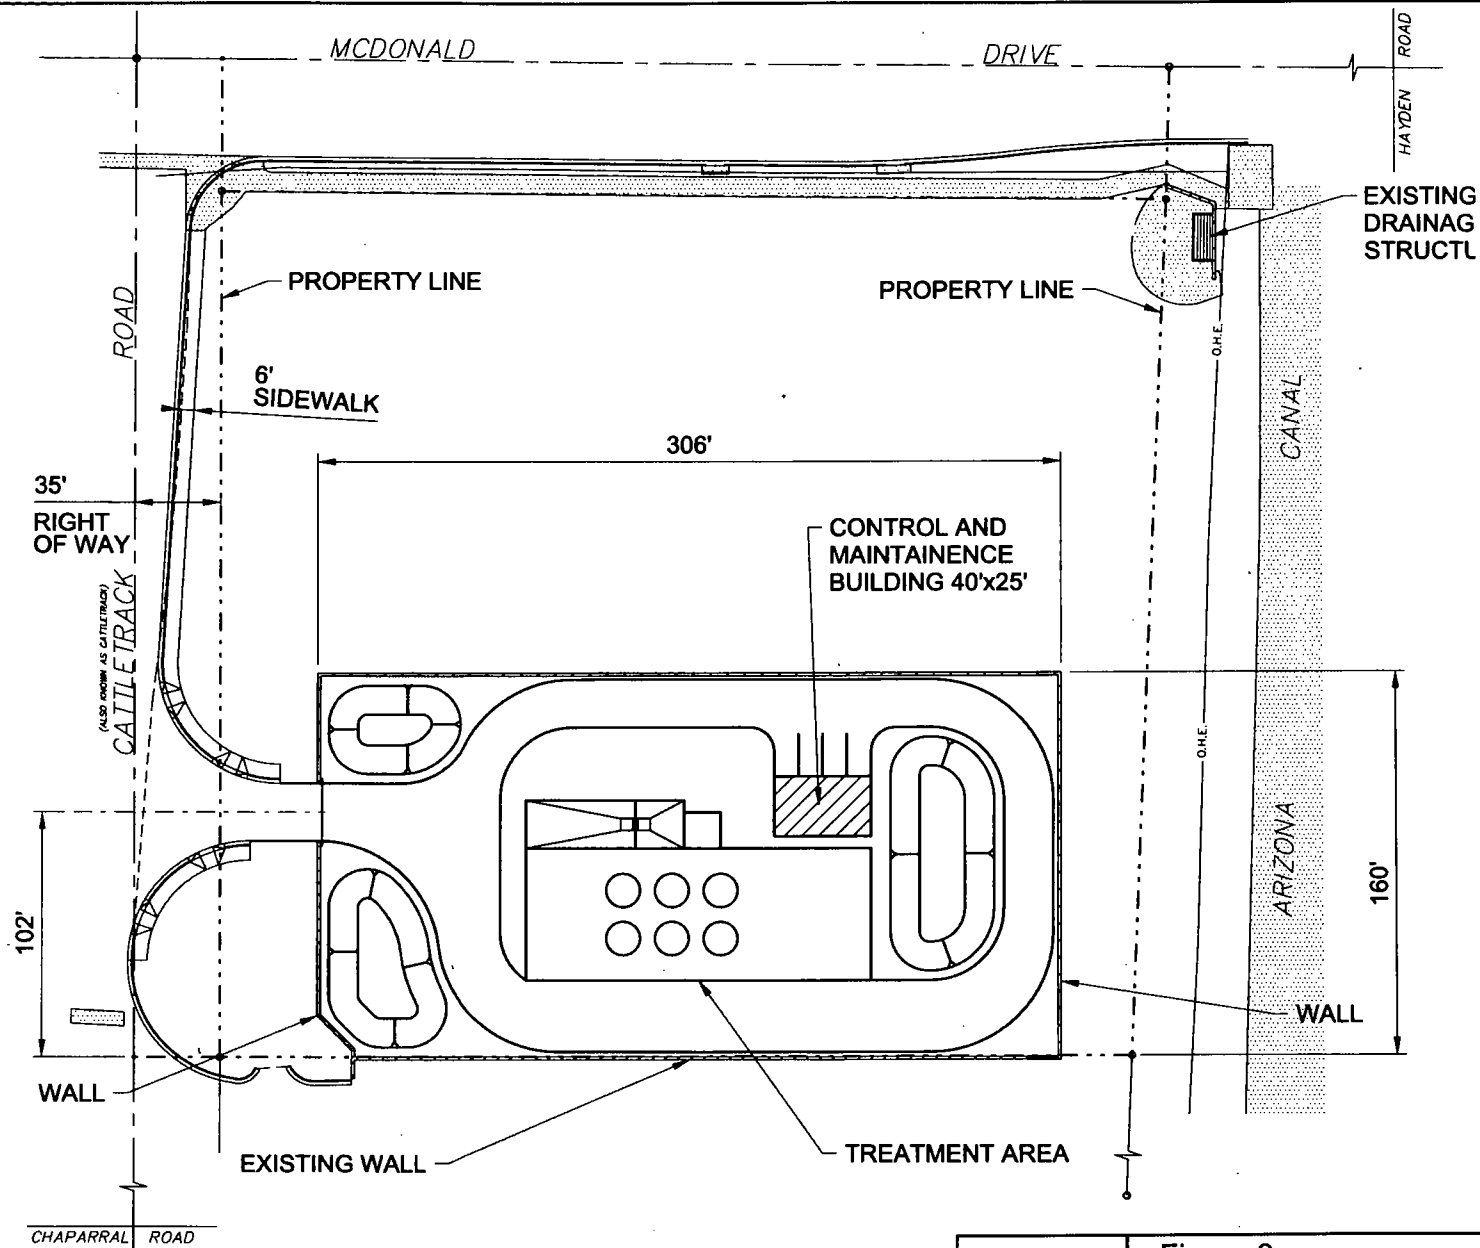 MCDONALD DRIVE
HAYDEN ROAD
EXISTING
DRAINAG
STRUCTU
PROPERTY LINE
PROPERTY LINE
O.H.E.
ROAD
6'
SIDEWALK
CANAL
306'
35'
RIGHT
OF WAY
CONTROL AND
MAINTAINENCE
BUILDING 40'x25'
(ALSO KNOWN AS CATTLETRACK)
CATTLETRACK
O.H.E.
ARIZONA
160'
102'
WALL
WALL
EXISTING WALL
TREATMENT AREA
CHAPARRAL ROAD